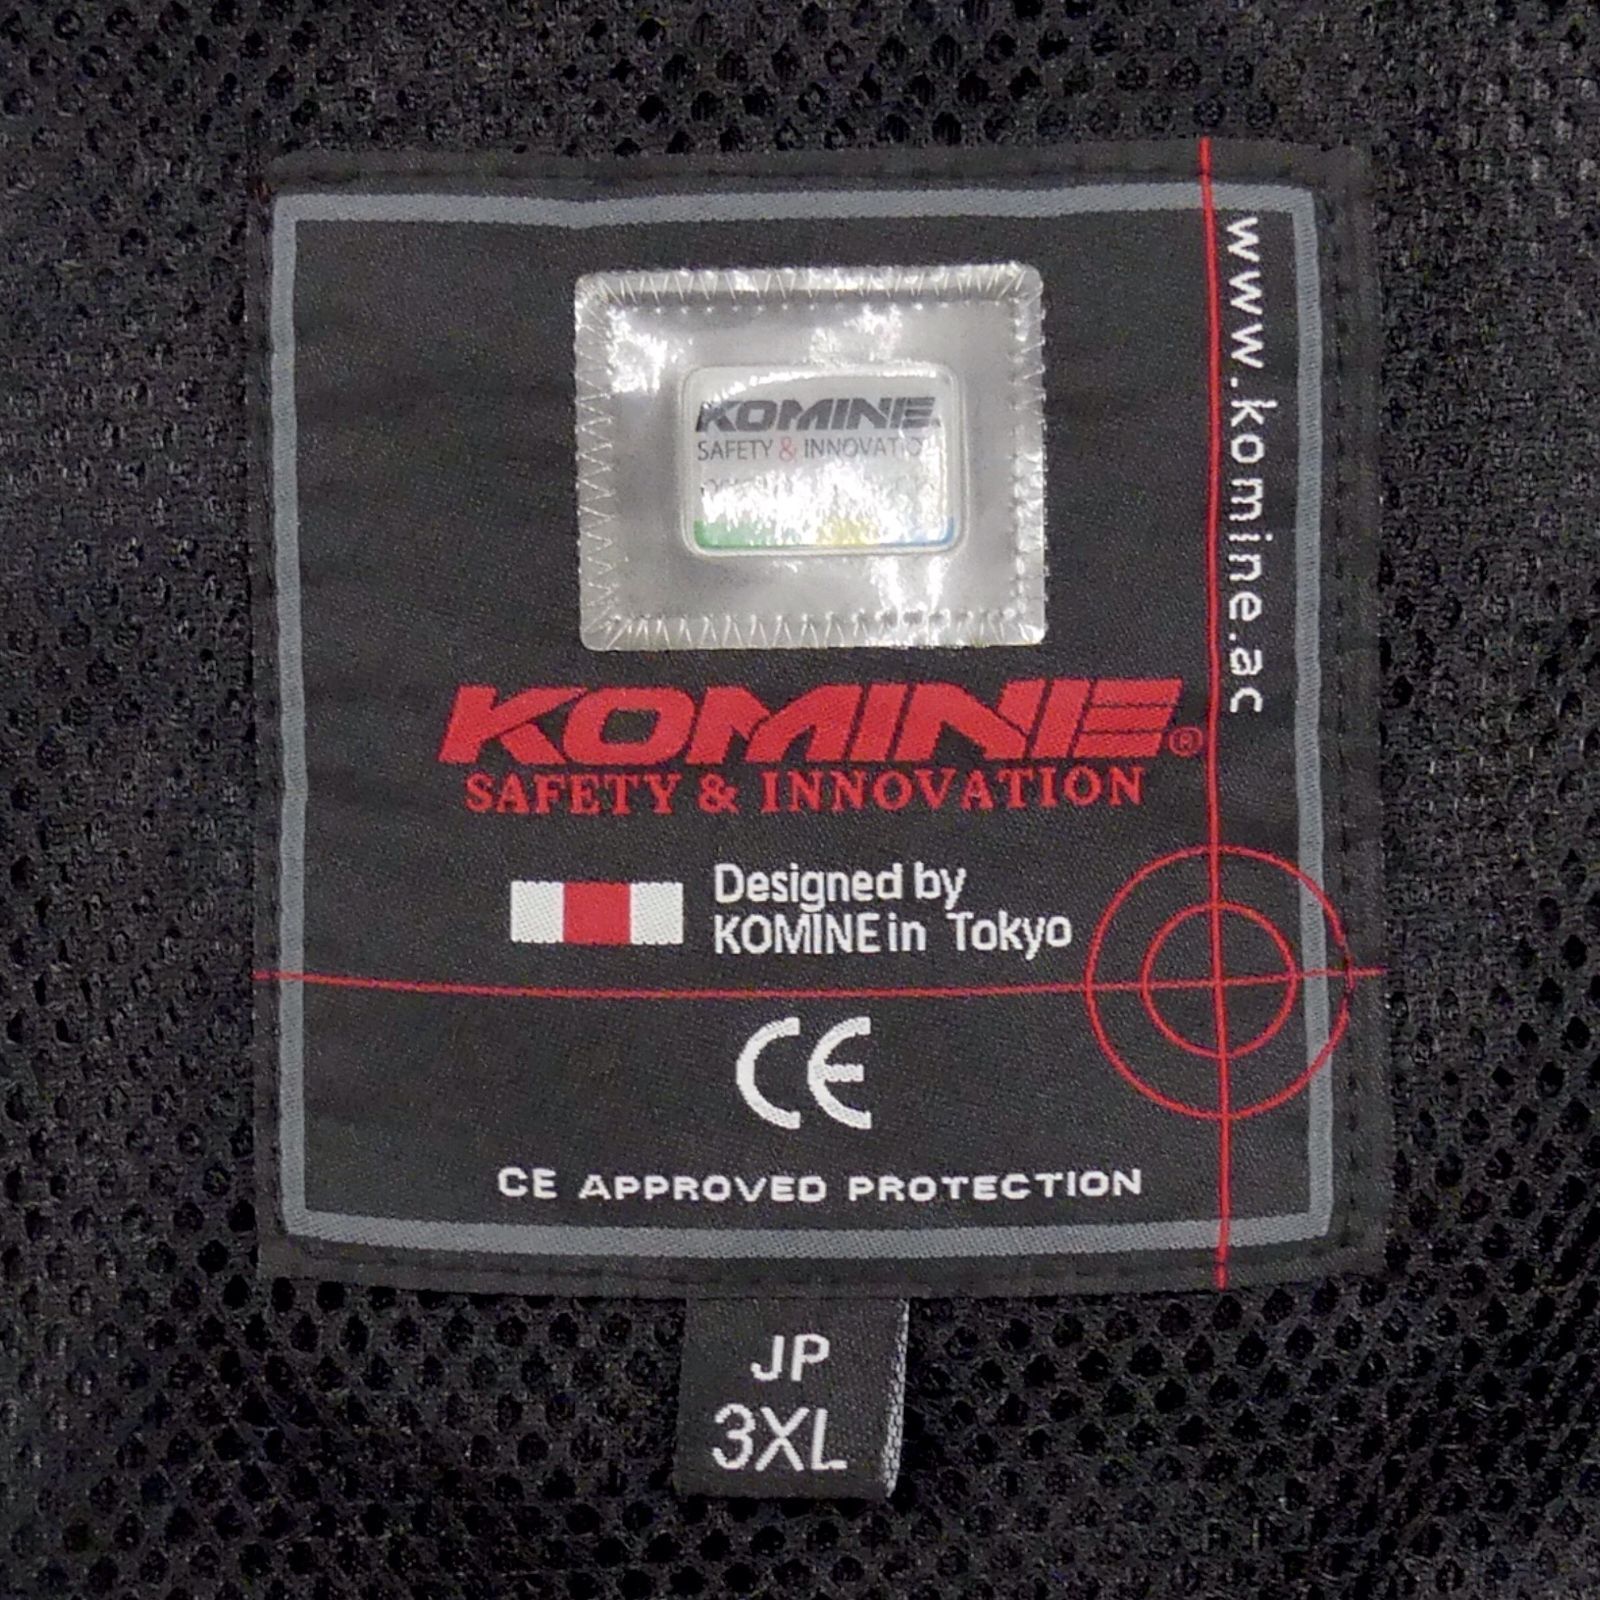 KOMINE
SAFETY & INNOVATION
www.komine.ac
KOMINE®
SAFETY & INNOVATION
Designed by
KOMINE in Tokyo
CE
CE APPROVED PROTECTION
JP
3XL